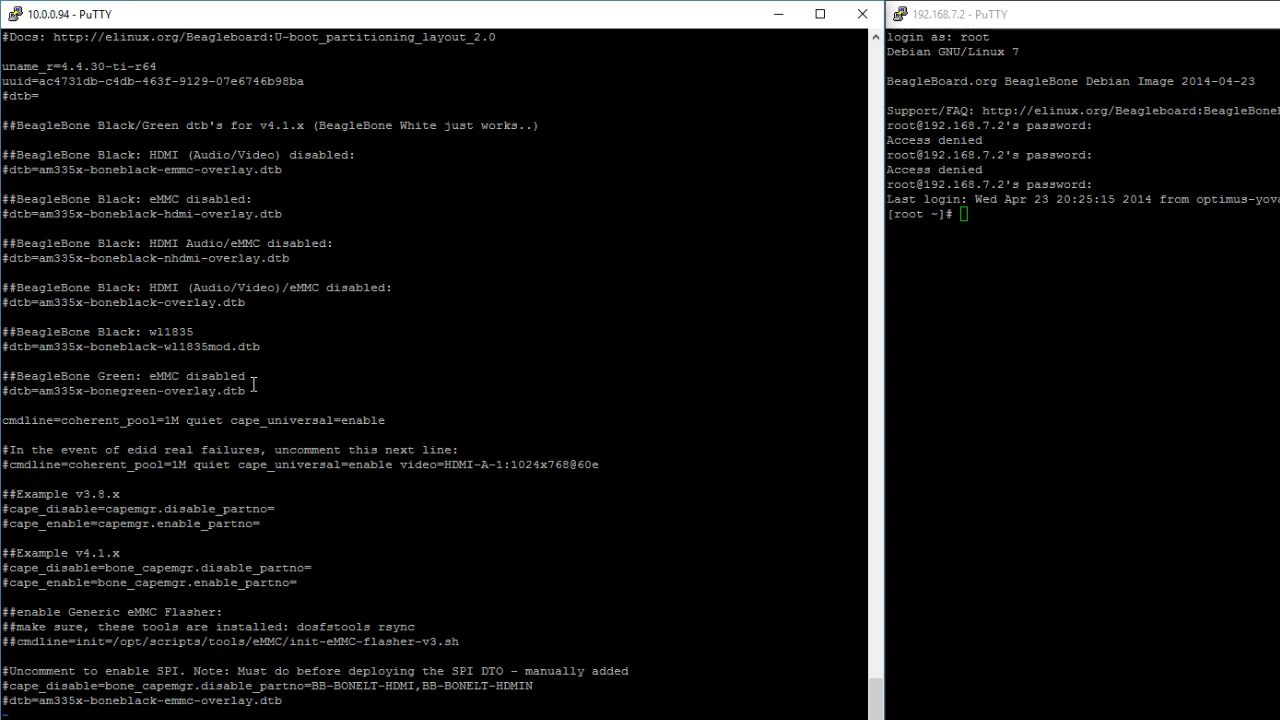 10.0.0.94 - PuTTY
#Docs: http://elinux.org/Beagleboard:U-boot_partitioning_layout_2.0
uname_r=4.4.30-ti-r64
uuid=ac4731db-c4db-463f-9129-07e6746b98ba
#dtb=
##BeagleBone Black/Green dtb's for v4.1.x (BeagleBone White just works..)
##BeagleBone Black: HDMI (Audio/Video) disabled:
#dtb=am335x-boneblack-emmc-overlay.dtb
##BeagleBone Black: eMMC disabled:
#dtb=am335x-boneblack-hdmi-overlay.dtb
##BeagleBone Black: HDMI Audio/eMMC disabled:
#dtb=am335x-boneblack-nhdmi-overlay.dtb
##BeagleBone Black: HDMI (Audio/Video)/eMMC disabled:
#dtb=am335x-boneblack-overlay.dtb
##BeagleBone Black: wl1835
#dtb=am335x-boneblack-wl1835mod.dtb
##BeagleBone Green: eMMC disabled
#dtb=am335x-bonegreen-overlay.dtb
cmdline=coherent_pool=1M quiet cape_universal=enable
#In the event of edid real failures, uncomment this next line:
#cmdline=coherent_pool=1M quiet cape_universal=enable video=HDMI-A-1:1024x768@60e
##Example v3.8.x
#cape_disable=capemgr.disable_partno=
#cape_enable=capemgr.enable_partno=
##Example v4.1.x
#cape_disable=bone_capemgr.disable_partno=
#cape_enable=bone_capemgr.enable_partno=
##enable Generic eMMC Flasher:
##make sure, these tools are installed: dosfstools rsync
##cmdline=init=/opt/scripts/tools/eMMC/init-eMMC-flasher-v3.sh
#Uncomment to enable SPI. Note: Must do before deploying the SPI DTO - manually added
#cape_disable=bone_capemgr.disable_partno=BB-BONELT-HDMI,BB-BONELT-HDMIN
#dtb=am335x-boneblack-emmc-overlay.dtb
~
192.168.7.2 - PuTTY
login as: root
Debian GNU/Linux 7
BeagleBoard.org BeagleBone Debian Image 2014-04-23
Support/FAQ: http://elinux.org/Beagleboard:BeagleBone
root@192.168.7.2's password:
Access denied
root@192.168.7.2's password:
Access denied
root@192.168.7.2's password:
Last login: Wed Apr 23 20:25:15 2014 from optimus-yova
[root ~]#